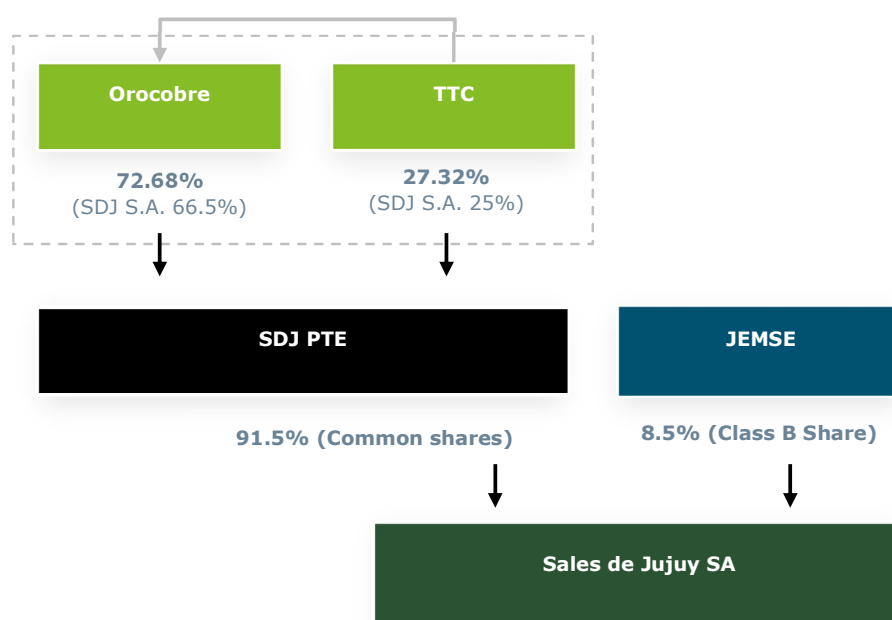 Orocobre
TTC
72.68%
(SDJ S.A. 66.5%)
27.32%
(SDJ S.A. 25%)
SDJ PTE
JEMSE
91.5% (Common shares)
8.5% (Class B Share)
Sales de Jujuy SA